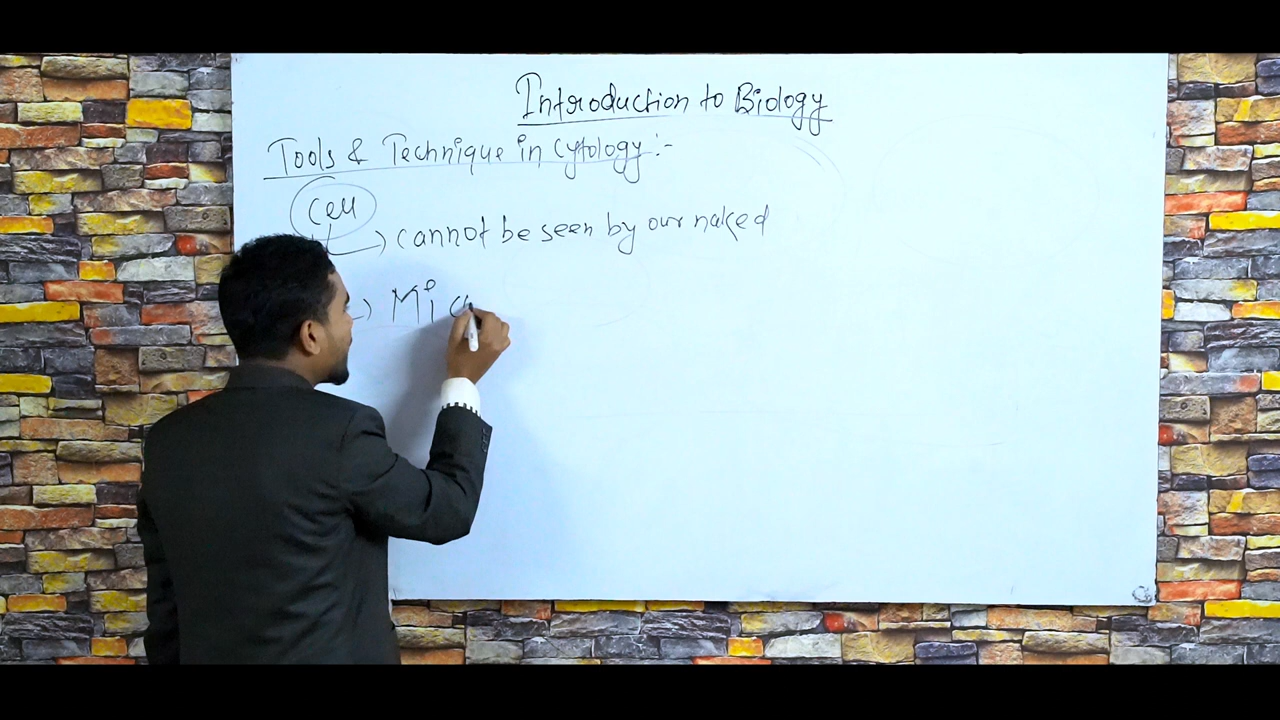 Introduction to Biology
Tools & Technique in Cytology :-
Cell
cannot be seen by our naked
Mic